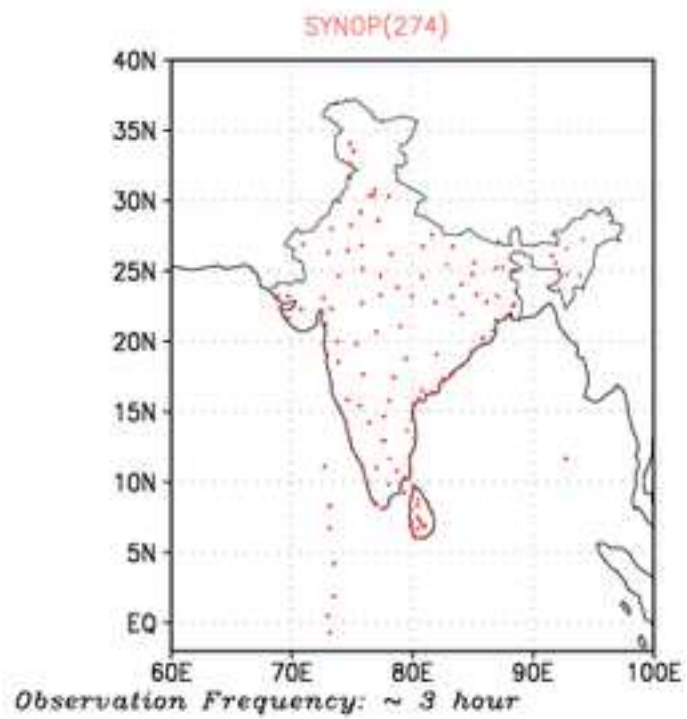 SYNOP(274)
40N
35N
30N
25N
20N
15N
10N
5N
EQ
60E 70E 80E 90E 100E
Observation Frequency: ~ 3 hour